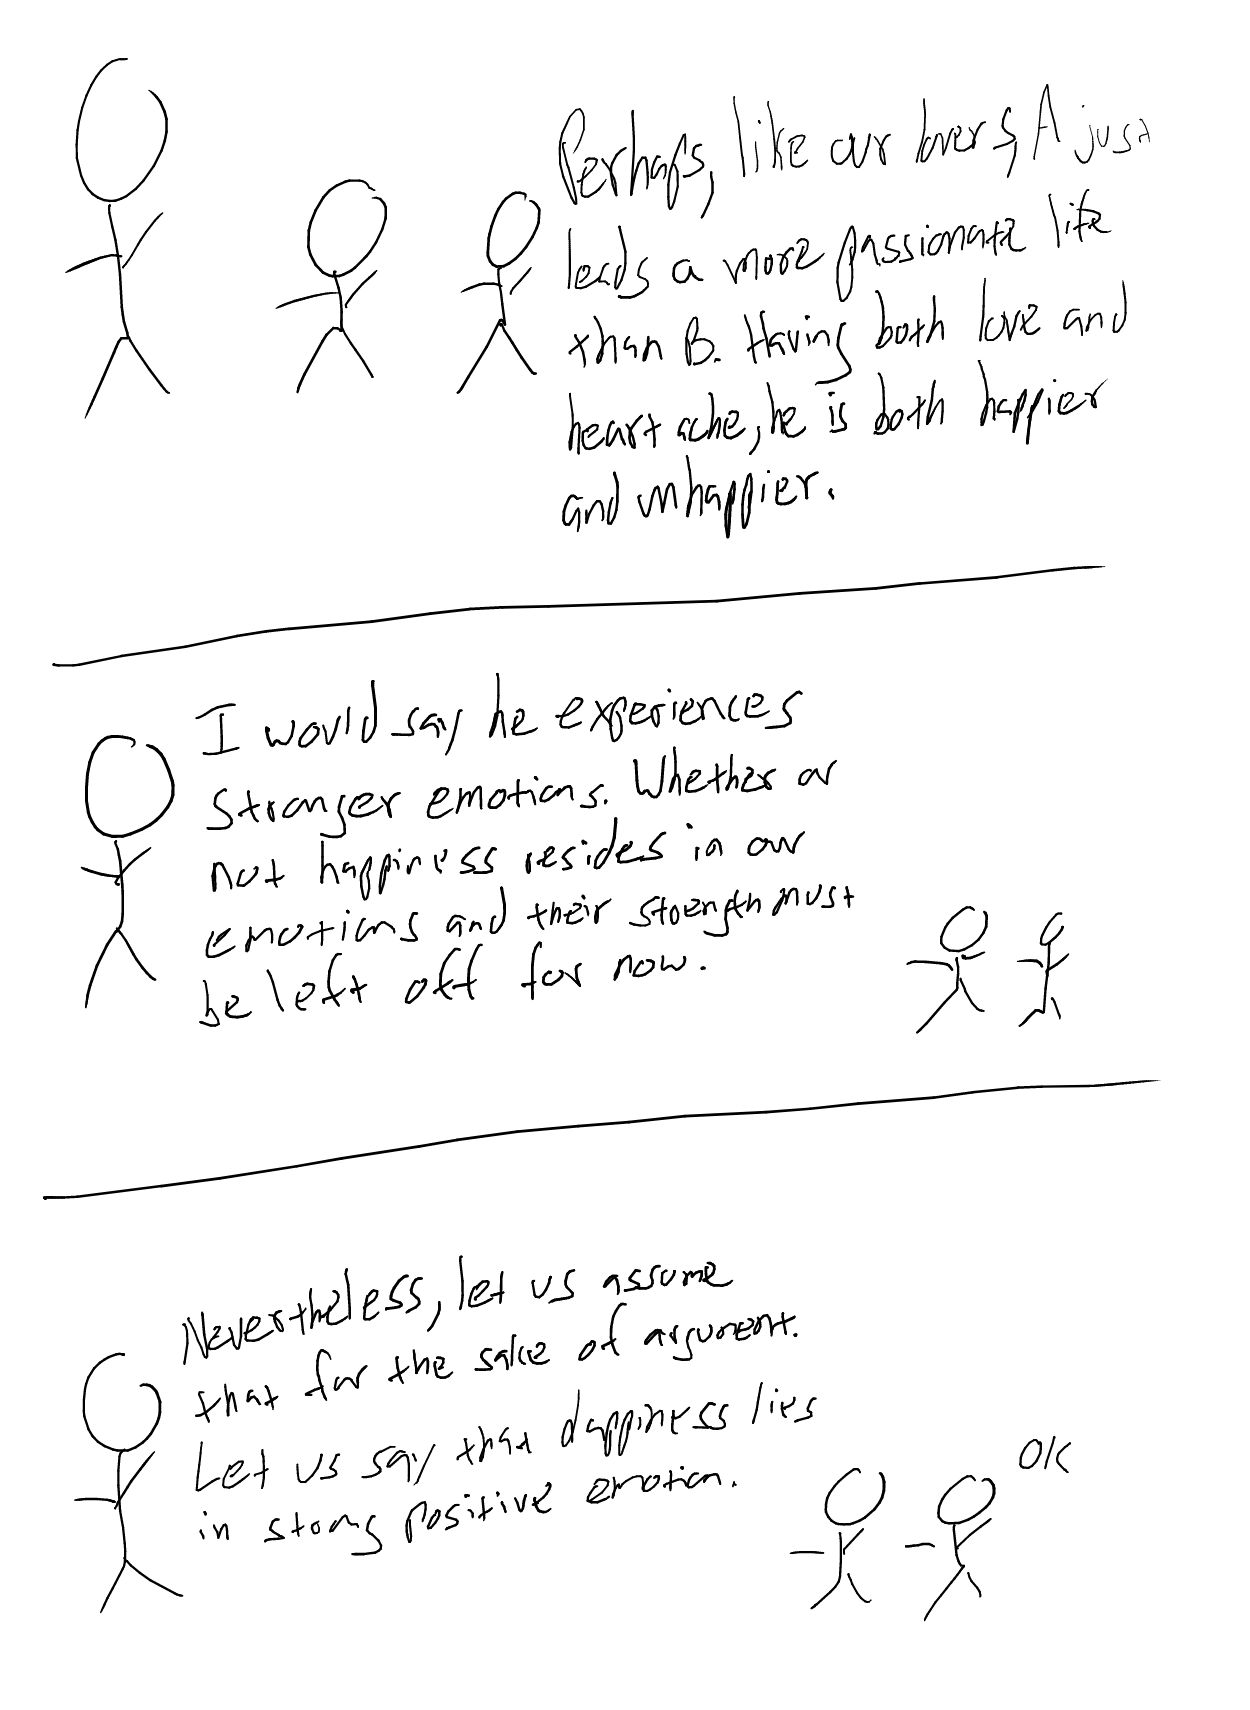 Perhaps, like our lovers, A just
leads a more passionate life
than B. Having both love and
heart ache, he is both happier
and unhappier.
I would say he experiences
stronger emotions. Whether or
not happiness resides in our
emotions and their strength must
be left off for now.
Nevertheless, let us assume
that for the sake of argument.
Let us say that happiness lies
in strong positive emotion.
OK